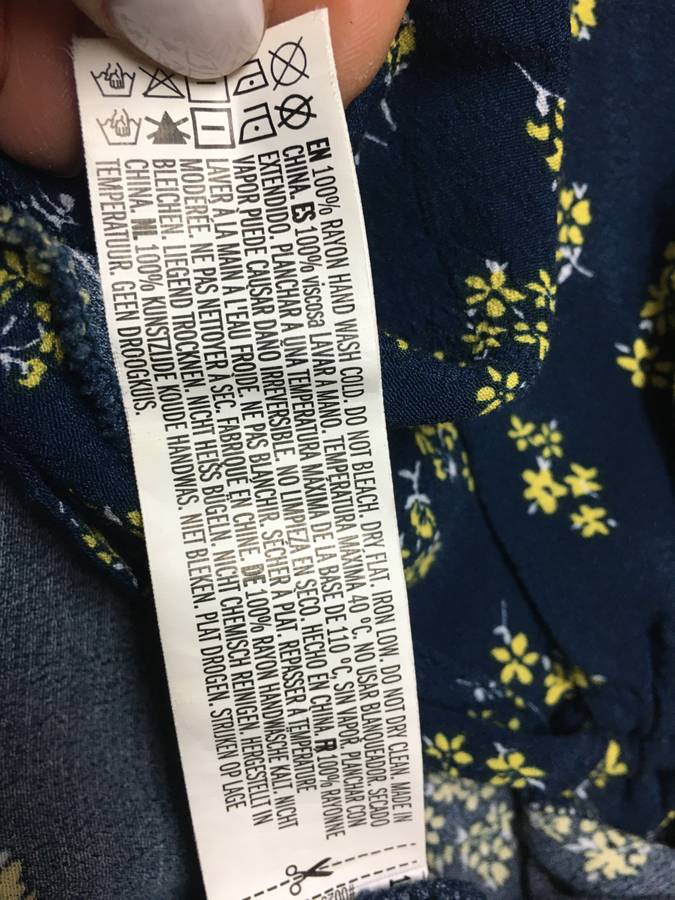 EN 100% RAYON HAND WASH COLD. DO NOT BLEACH. DRY FLAT. IRON LOW. DO NOT DRY CLEAN. MADE IN
CHINA. ES 100% viscosa LAVAR A MANO. TEMPERATURA MÁXIMA 40 °C. NO USAR BLANQUEADOR. SECADO
EXTENDIDO. PLANCHAR A UNA TEMPERATURA MÁXIMA DE LA BASE DE 110 °C, SIN VAPOR. PLANCHAR CON
VAPOR PUEDE CAUSAR DAÑO IRREVERSIBLE. NO LIMPIEZA EN SECO. HECHO EN CHINA. FR 100% RAYONNE
LAVER À LA MAIN À L'EAU FROIDE. NE PAS BLANCHIR. SÉCHER À PLAT. REPASSER À TEMPÉRATURE
MODÉRÉE. NE PAS NETOYER À SEC. FABRIQUÉ EN CHINE. DE 100% RAYON HANDWÄSCHE KALT. NICHT
BLEICHEN. LIEGEND TROCKNEN. NICHT HEISS BÜGELN. NICHT CHEMISCH REINIGEN. HERGESTELLT IN
CHINA. NL 100% KUNSTZIJDE KOUDE HANDWAS. NIET BLEKEN. PLAT DROGEN. STRIJKEN OP LAGE
TEMPERATUUR. GEEN DROOGKUIS.